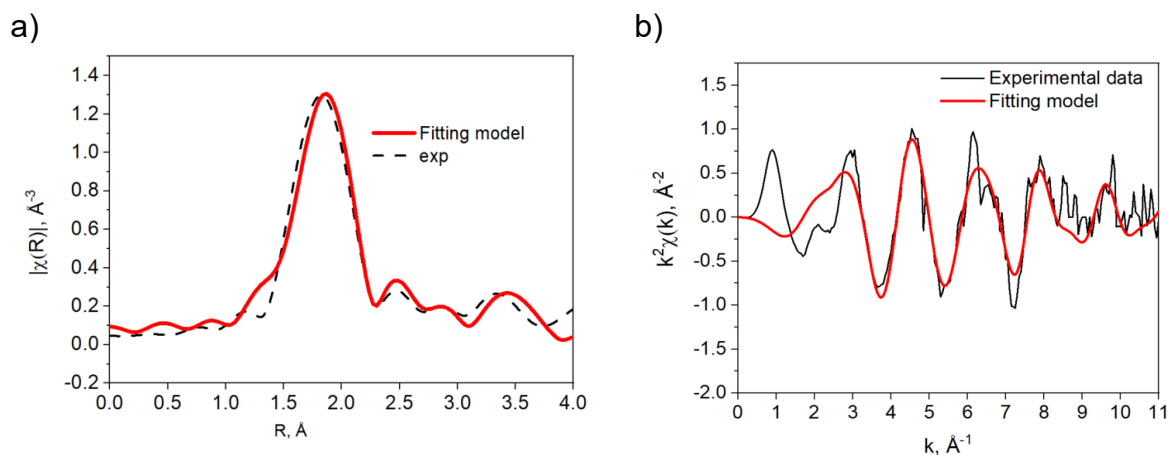 a)
1.4
1.2
1.0
0.8
0.6
0.4
0.2
0.0
-0.2
|χ(R)|, Å-3
Fitting model
exp
0.0 0.5 1.0 1.5 2.0 2.5 3.0 3.5 4.0
R, Å
b)
1.5
1.0
0.5
0.0
-0.5
-1.0
-1.5
-2.0
k²χ(k), Å-2
Experimental data
Fitting model
0 1 2 3 4 5 6 7 8 9 10 11
k, Å-1